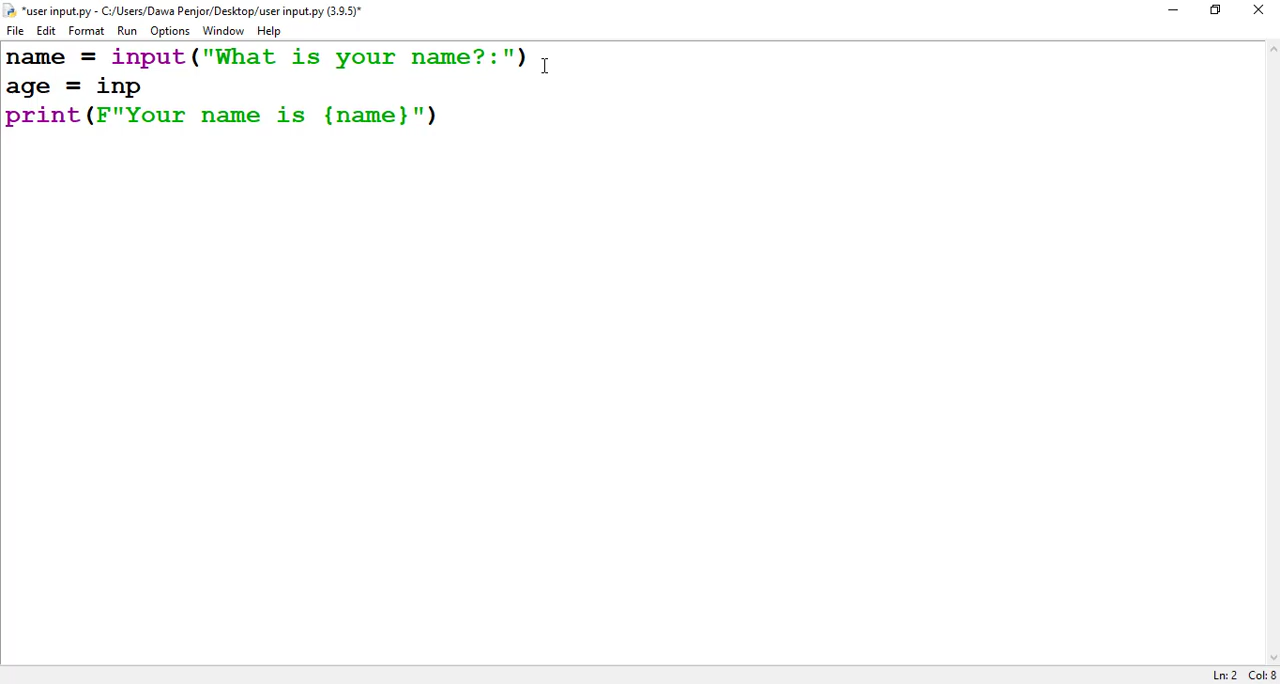 *user input.py - C:/Users/Dawa Penjor/Desktop/user input.py (3.9.5)*
File Edit Format Run Options Window Help
name = input("What is your name?:")
age = inp
print(F"Your name is {name}")
Ln: 2 Col: 8